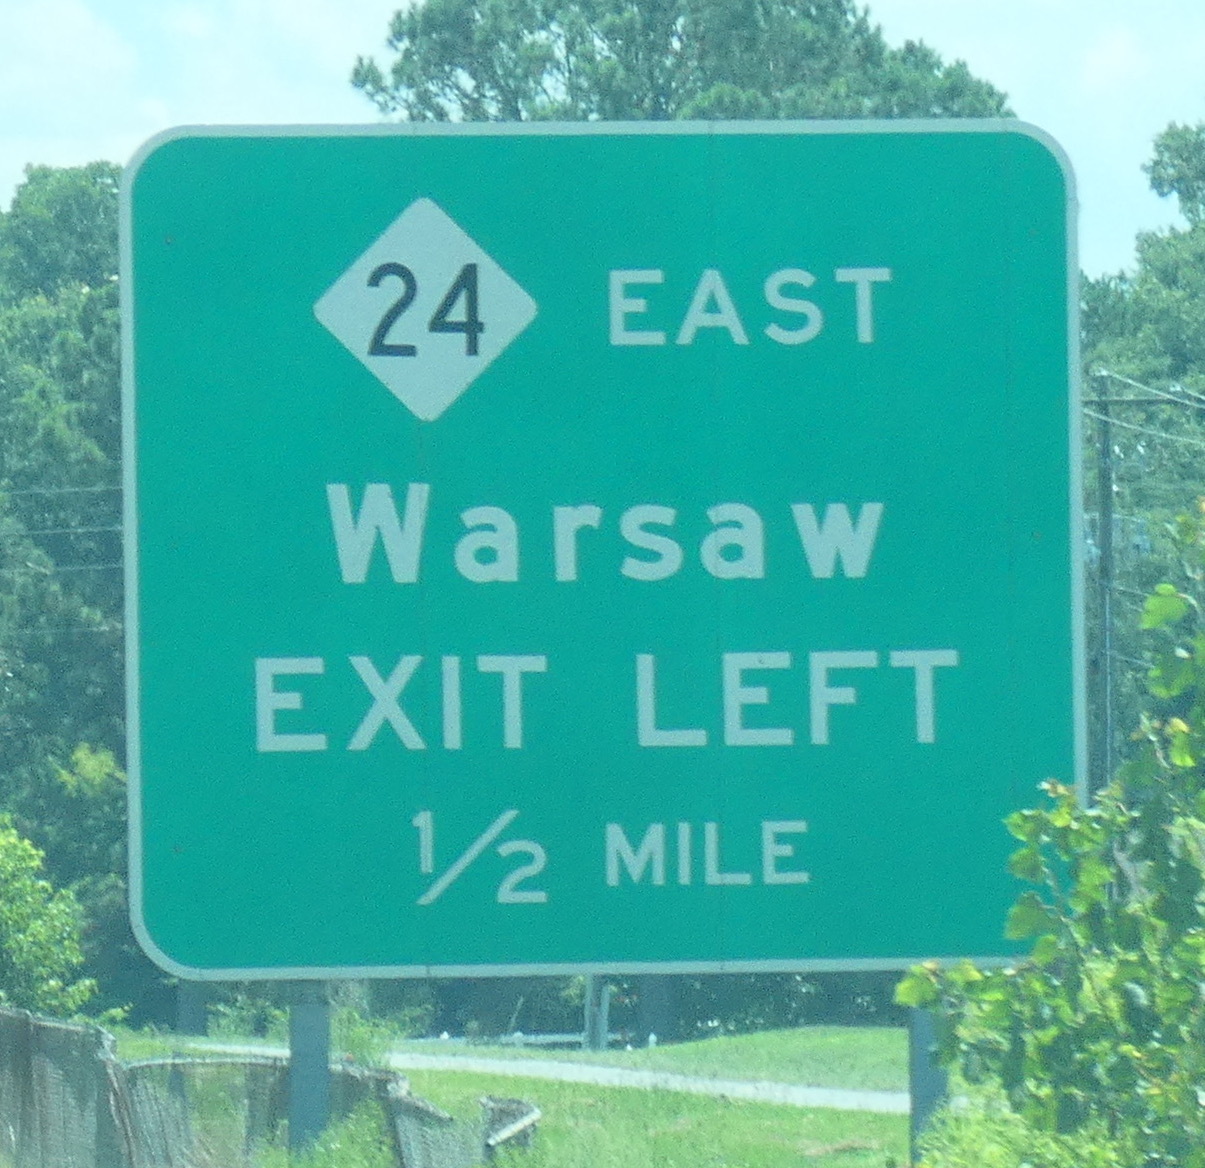 24 EAST
Warsaw
EXIT LEFT
1/2 MILE